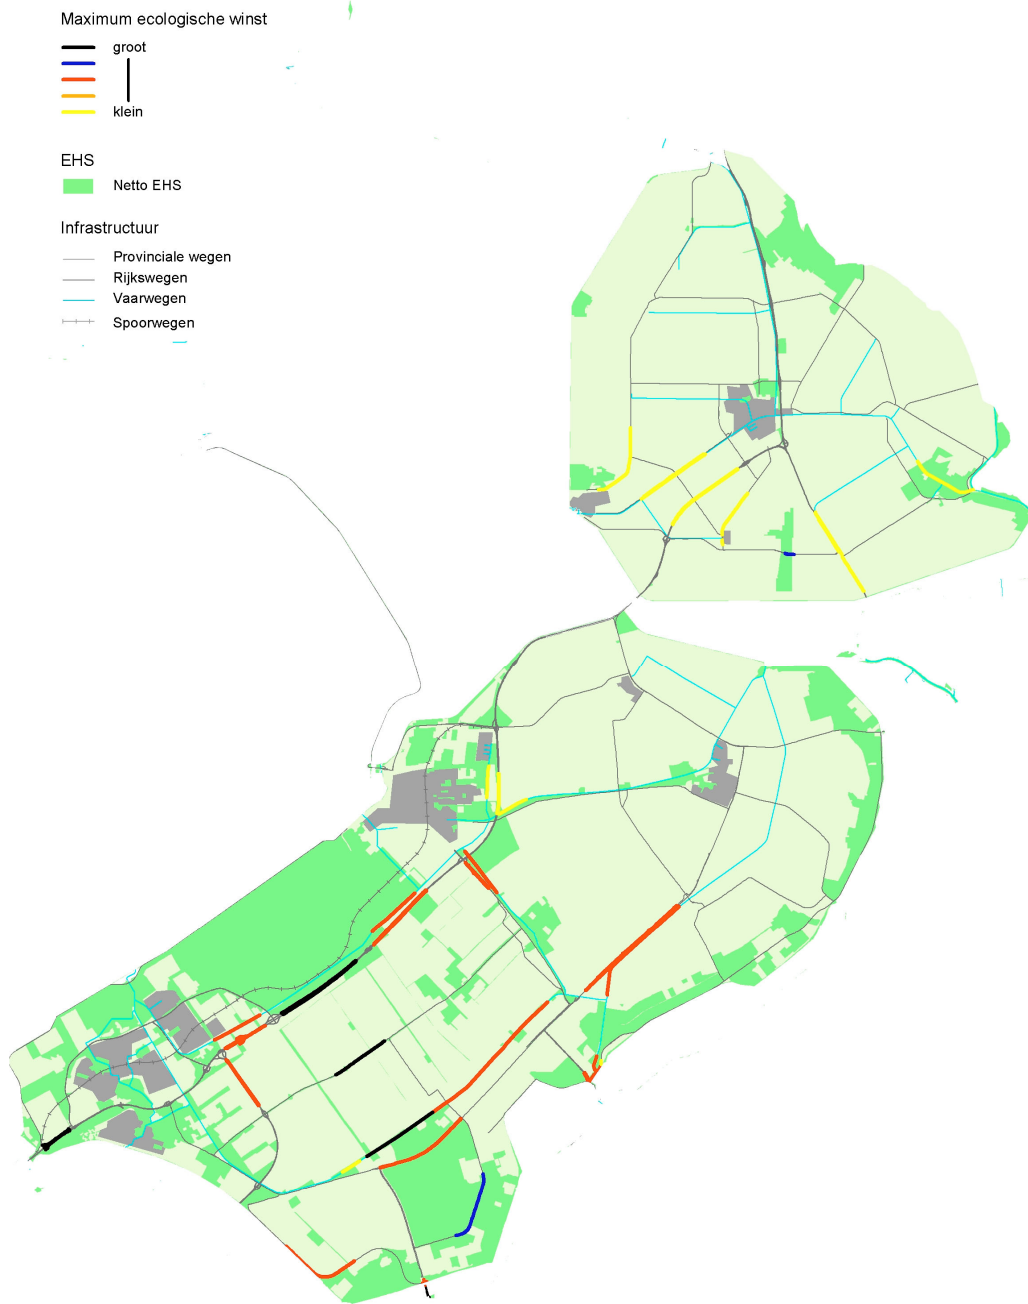 Maximum ecologische winst
groot
klein
EHS
Netto EHS
Infrastructuur
Provinciale wegen
Rijkswegen
Vaarwegen
Spoorwegen